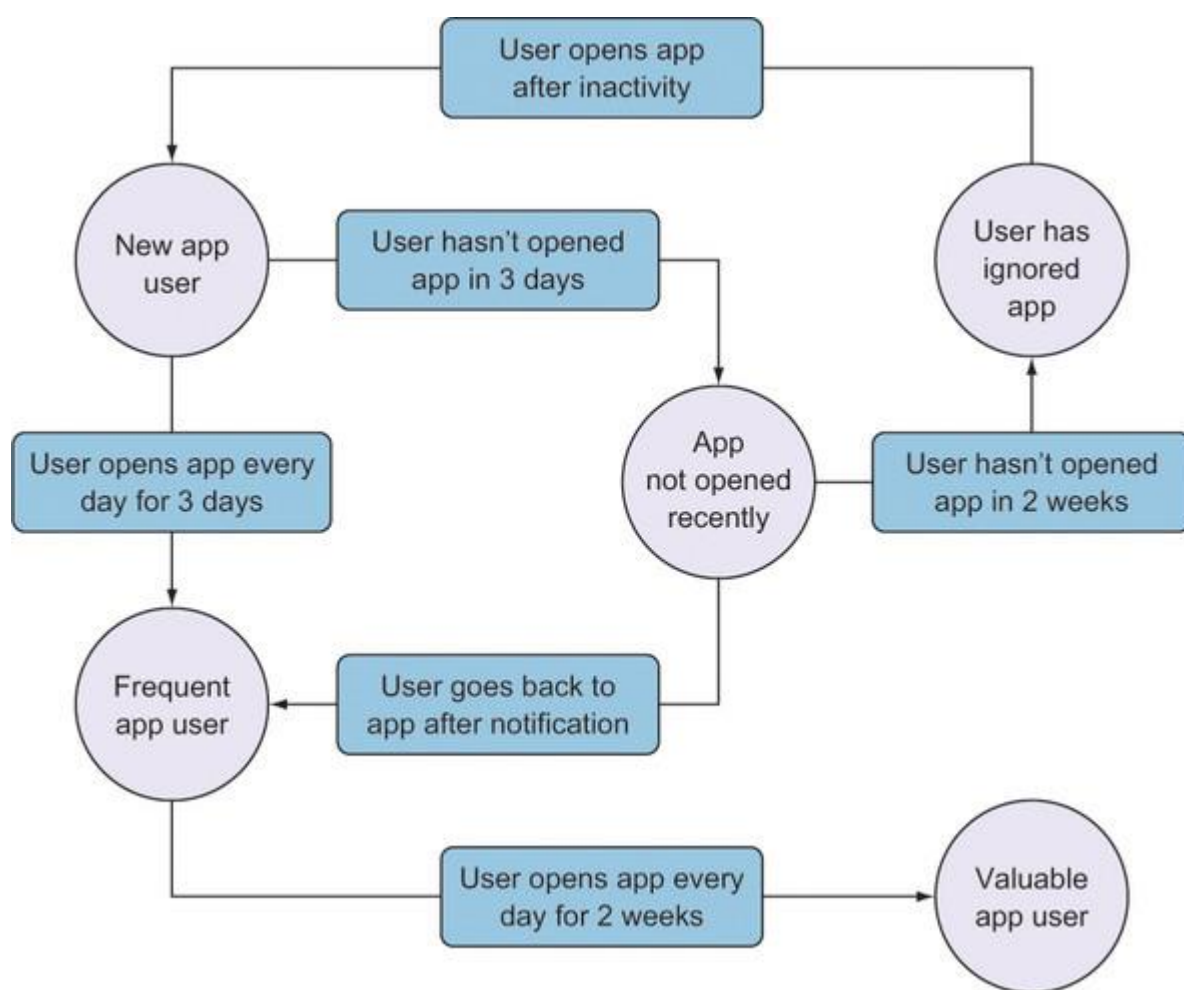 User opens app
after inactivity
New app
user
User hasn't opened
app in 3 days
User has
ignored
app
User opens app every
day for 3 days
App
not opened
recently
User hasn't opened
app in 2 weeks
Frequent
app user
User goes back to
app after notification
User opens app every
day for 2 weeks
Valuable
app user